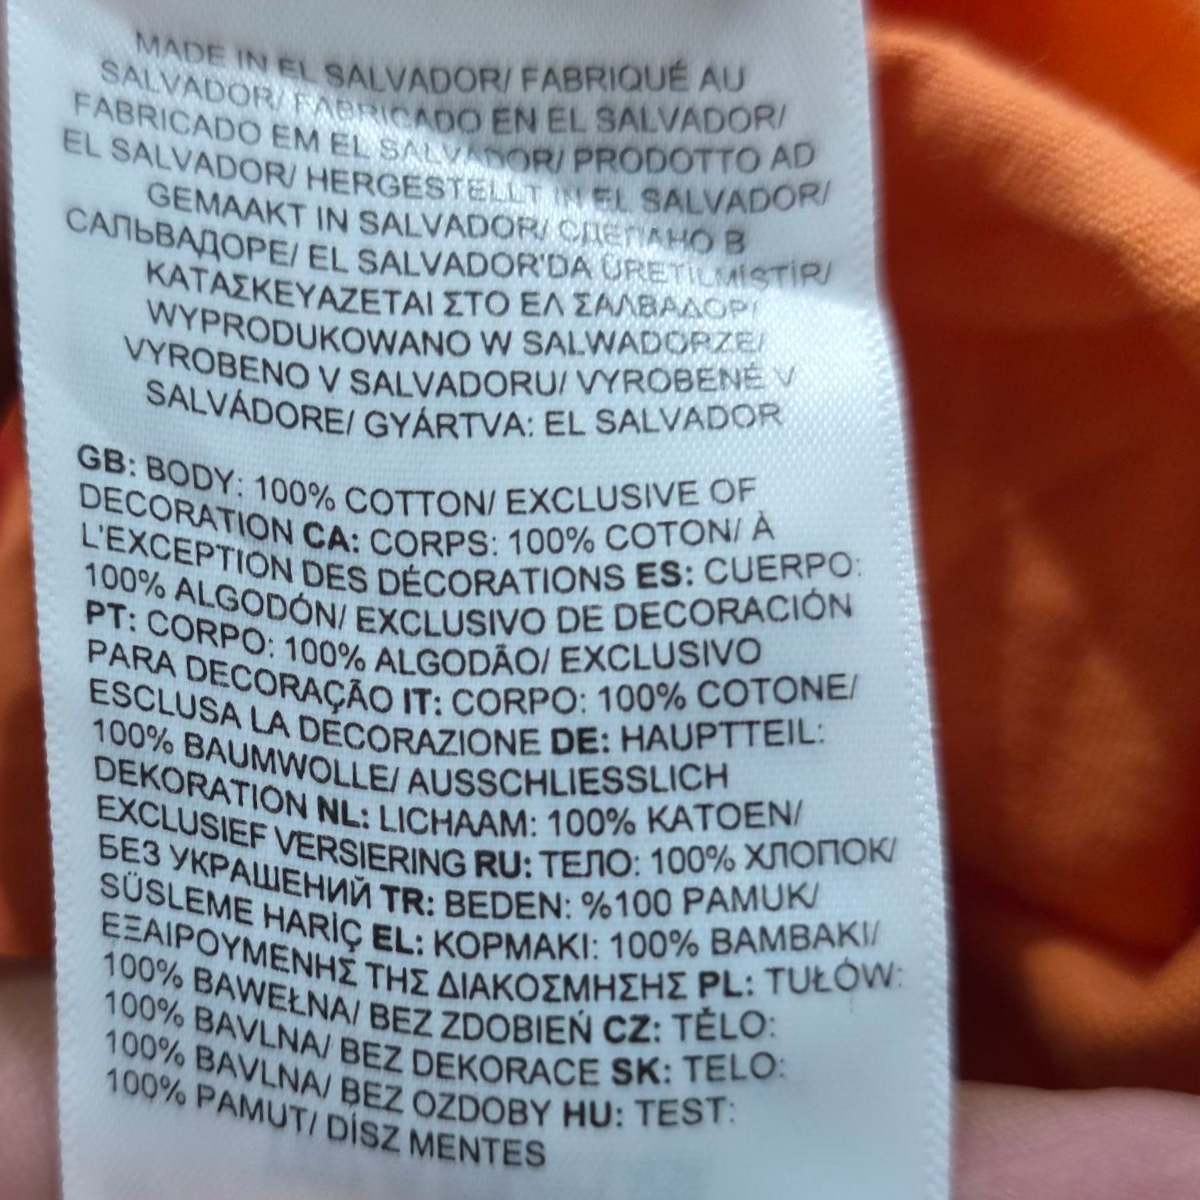 MADE IN EL SALVADOR/ FABRIQUÉ AU
SALVADOR/ FABRICADO EN EL SALVADOR/
FABRICADO EM EL SALVADOR/ PRODOTTO AD
EL SALVADOR/ HERGESTELLT IN EL SALVADOR/
GEMAAKT IN SALVADOR/ СДЕЛАНО В
САЛЬВАДОРЕ/ EL SALVADOR'DA ÜRETILMİSTİR/
ΚΑΤΑΣΚΕΥΑΖΕΤΑΙ ΣΤΟ ΕΛ ΣΑΛΒΑΔΟΡ/
WYPRODUKOWANO W SALWADORZE/
VYROBENO V SALVADORU/ VYROBENÉ V
SALVÁDORE/ GYÁRTVA: EL SALVADOR
GB: BODY: 100% COTTON/ EXCLUSIVE OF
DECORATION CA: CORPS: 100% COTON/ À
L'EXCEPTION DES DÉCORATIONS ES: CUERPO:
100% ALGODÓN/ EXCLUSIVO DE DECORACIÓN
PT: CORPO: 100% ALGODÃO/ EXCLUSIVO
PARA DECORAÇÃO IT: CORPO: 100% COTONE/
ESCLUSA LA DECORAZIONE DE: HAUPTTEIL:
100% BAUMWOLLE/ AUSSCHLIESSLICH
DEKORATION NL: LICHAAM: 100% KATOEN/
EXCLUSIEF VERSIERING RU: ТЕЛО: 100% ХЛОПОК/
БЕЗ УКРАШЕНИЙ TR: BEDEN: %100 PAMUK/
SÜSLEME HARİÇ EL: ΚΟΡΜΑΚΙ: 100% ΒΑΜΒΑΚΙ/
ΕΞΑΙΡΟΥΜΕΝΗΣ ΤΗΣ ΔΙΑΚΟΣΜΗΣΗΣ PL: TUŁÓW:
100% BAWEŁNA/ BEZ ZDOBIEŃ CZ: TĚLO:
100% BAVLNA/ BEZ DEKORACE SK: TELO:
100% BAVLNA/ BEZ OZDOBY HU: TEST:
100% PAMUT/ DÍSZ MENTES